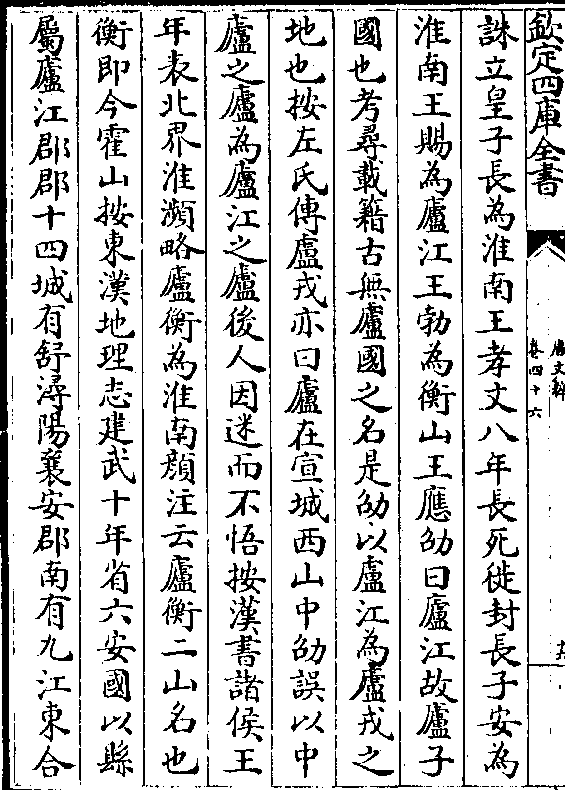 欽定四庫全書
唐文粹
卷四十六
誅立皇子長為淮南王孝文八年長死徙封長子安為
淮南王賜為廬江王勃為衡山王應劭曰廬江故廬子
國也考尋載籍古無廬國之名是劭以廬江為廬戎之
地也按左氏傳廬戎亦曰廬在宣城西山中劭誤以中
廬之廬為廬江之廬後人因迷而不悟按漢書諸侯王
年表北界淮瀕略廬衡為淮南顔注云廬衡二山名也
衡即今霍山按東漢地理志建武十年省六安國以縣
屬廬江郡郡十四城有舒潯陽襄安郡南有九江東合